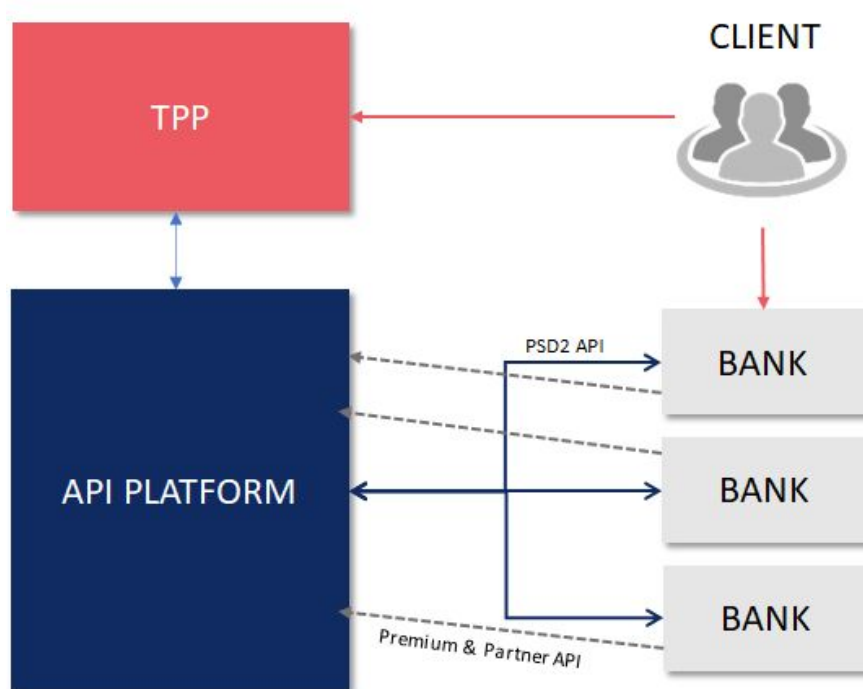 CLIENT
TPP
PSD2 API
BANK
API PLATFORM
BANK
BANK
Premium & Partner API